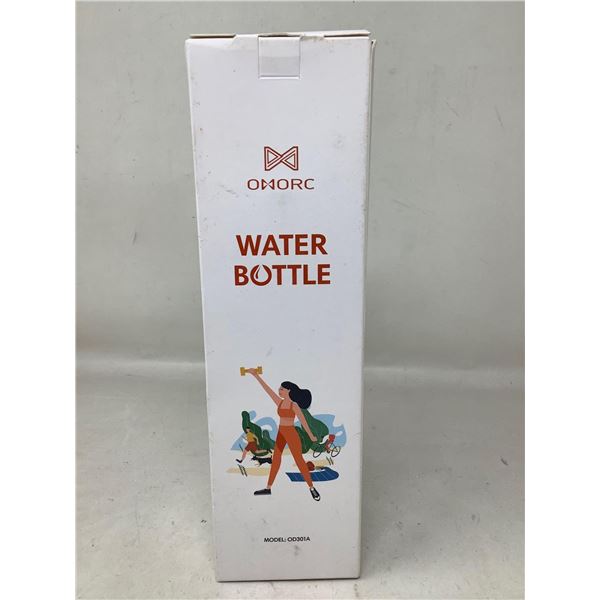 OMORC
WATER
BOTTLE
MODEL: OD301A